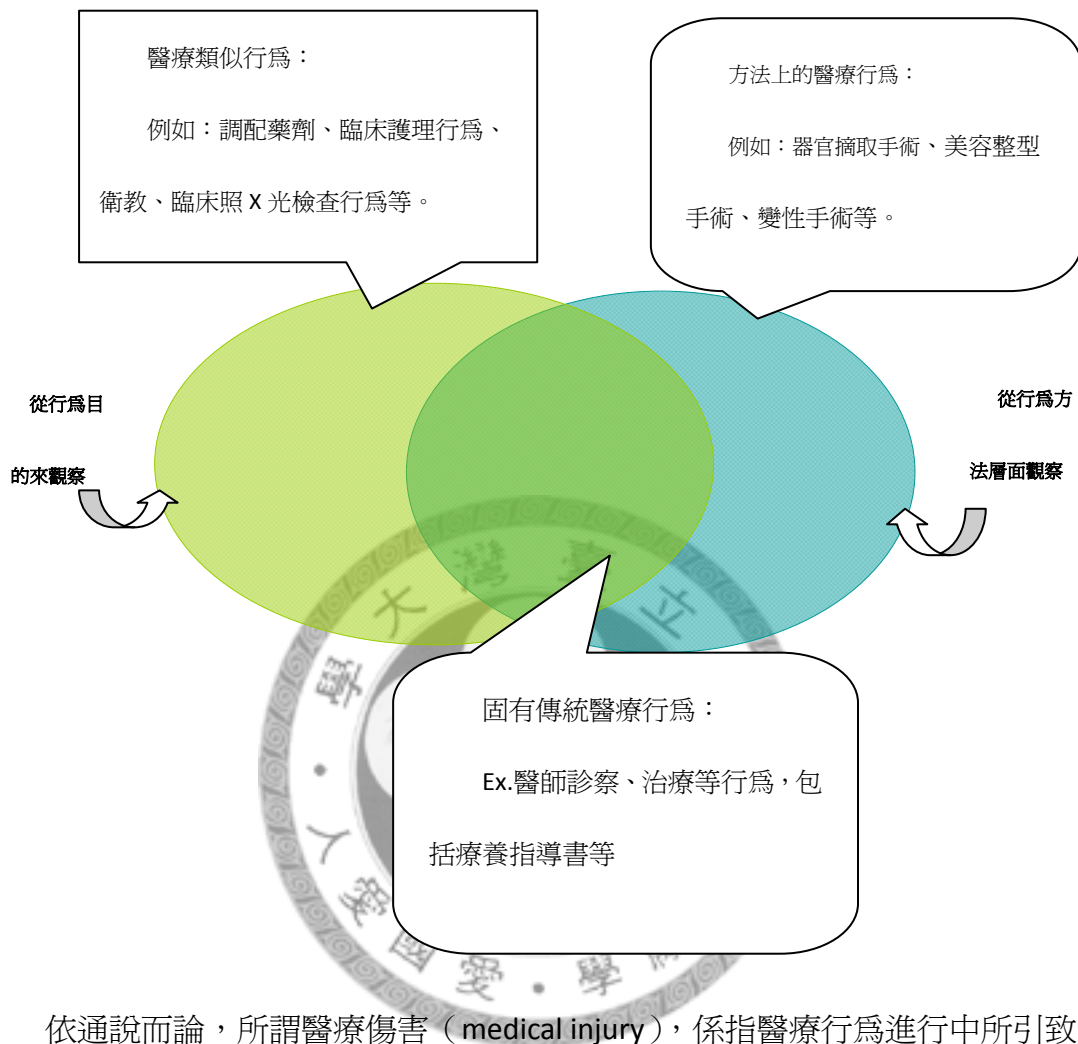 醫療類似行爲：
例如：調配藥劑、臨床護理行爲、
衛教、臨床照 X 光檢查行爲等。
方法上的醫療行爲：
例如：器官摘取手術、美容整型
手術、變性手術等。
從行爲目
的來觀察
從行爲方
法層面觀察
固有傳統醫療行爲：
Ex.醫師診察、治療等行爲，包
括療養指導書等
依通說而論，所謂醫療傷害（medical injury），係指醫療行爲進行中所引致